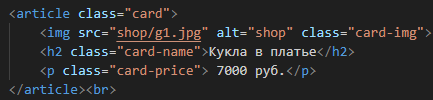 <article class="card">
<img src="shop/g1.jpg" alt="shop" class="card-img">
<h2 class="card-name">Кукла в платье</h2>
<p class="card-price"> 7000 руб.</p>
</article><br>